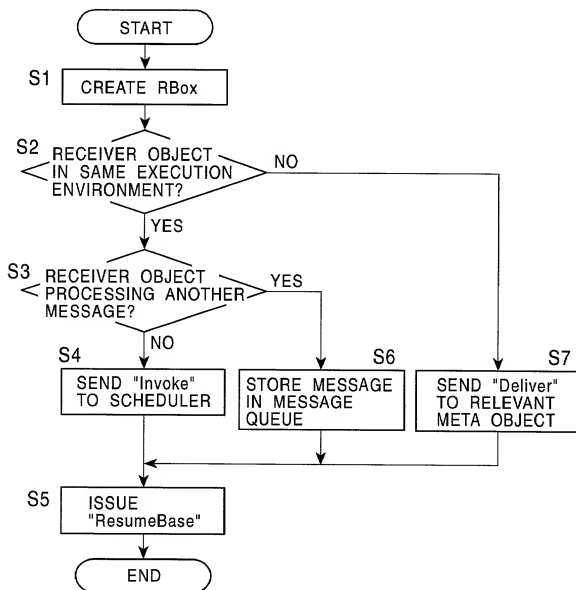 START
S1
CREATE RBox
S2
RECEIVER OBJECT
IN SAME EXECUTION
ENVIRONMENT?
NO
YES
S3
RECEIVER OBJECT
PROCESSING ANOTHER
MESSAGE?
YES
NO
S4
SEND "Invoke"
TO SCHEDULER
S6
STORE MESSAGE
IN MESSAGE
QUEUE
S7
SEND "Deliver"
TO RELEVANT
META OBJECT
S5
ISSUE
"ResumeBase"
END